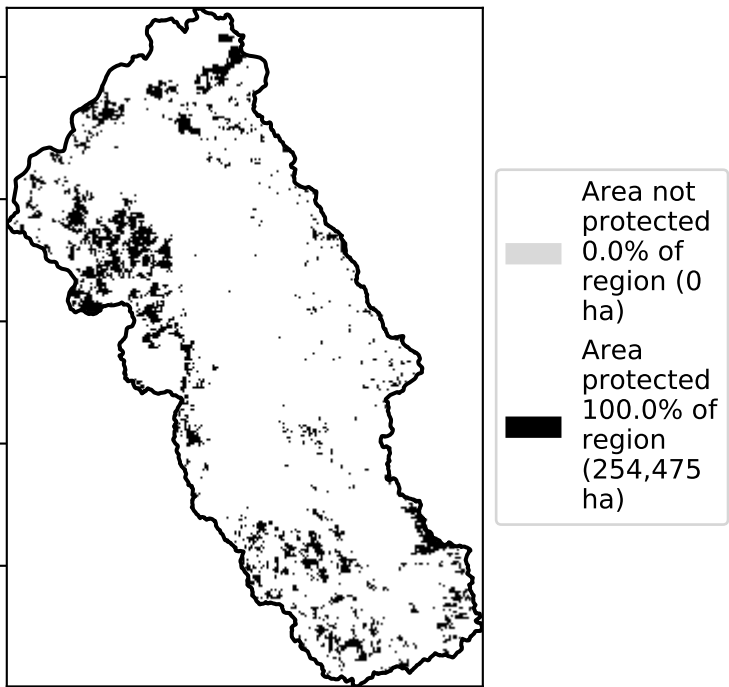 Area not
protected
0.0% of
region (0
ha)
Area
protected
100.0% of
region
(254,475
ha)